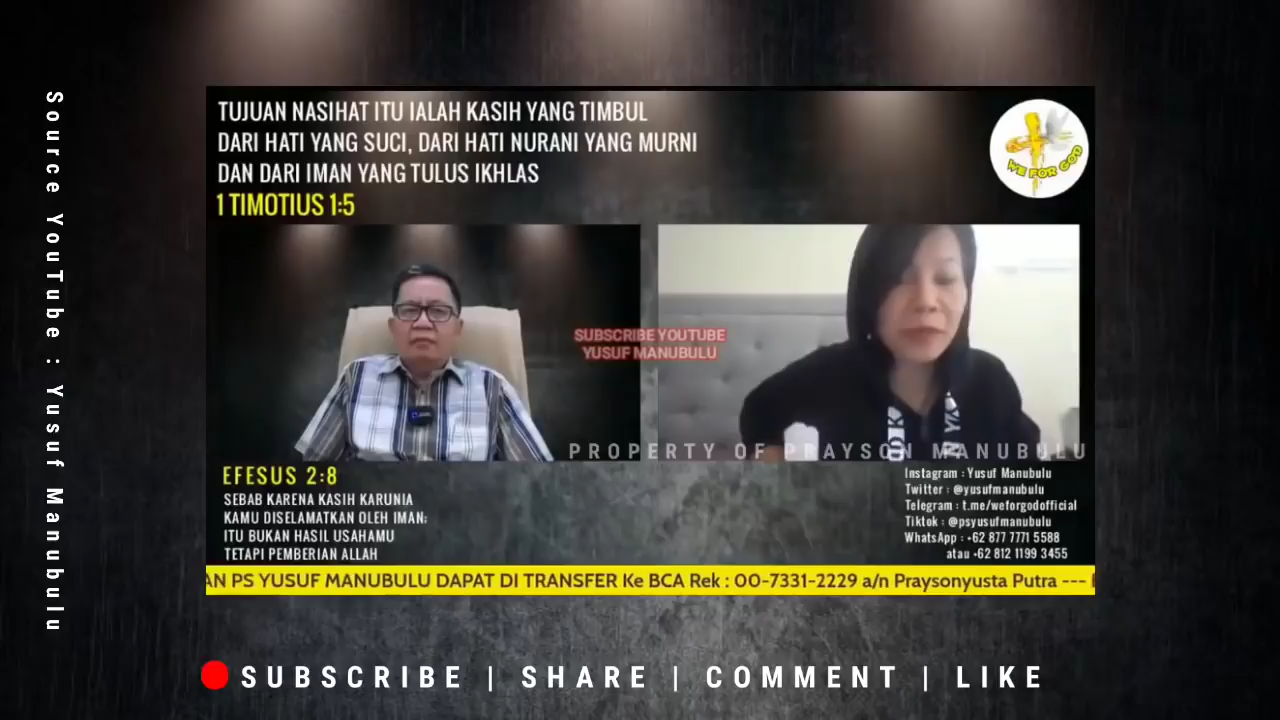 Source YouTube : Yusuf Manubulu
TUJUAN NASIHAT ITU IALAH KASIH YANG TIMBUL
DARI HATI YANG SUCI, DARI HATI NURANI YANG MURNI
DAN DARI IMAN YANG TULUS IKHLAS
1 TIMOTIUS 1:5
WE FOR GOD
SUBSCRIBE YOUTUBE
YUSUF MANUBULU
PROPERTY OF PRAYSON MANUBULU
EFESUS 2:8
SEBAB KARENA KASIH KARUNIA
KAMU DISELAMATKAN OLEH IMAN;
ITU BUKAN HASIL USAHAMU
TETAPI PEMBERIAN ALLAH
Instagram : Yusuf Manubulu
Twitter : @yusufmanubulu
Telegram : t.me/weforgodofficial
Tiktok : @psyusufmanubulu
WhatsApp : +62 877 7771 5588
atau +62 812 1199 3455
AN PS YUSUF MANUBULU DAPAT DI TRANSFER Ke BCA Rek : 00-7331-2229 a/n Praysonyusta Putra ---
SUBSCRIBE | SHARE | COMMENT | LIKE